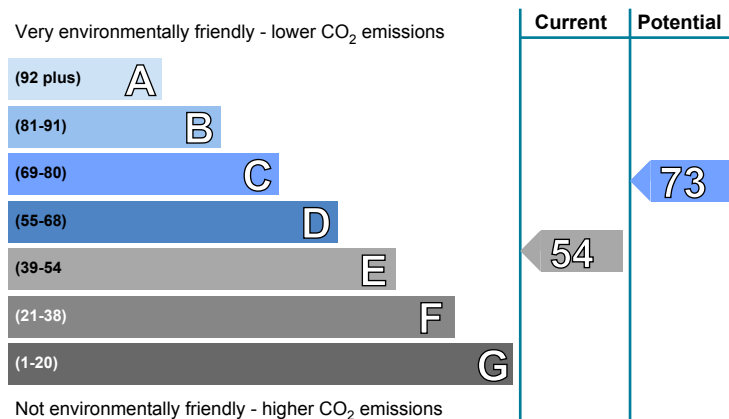 Current Potential
Very environmentally friendly - lower CO2 emissions
(92 plus) A
(81-91) B
(69-80) C
73
(55-68) D
54
(39-54 E
(21-38) F
(1-20) G
Not environmentally friendly - higher CO2 emissions